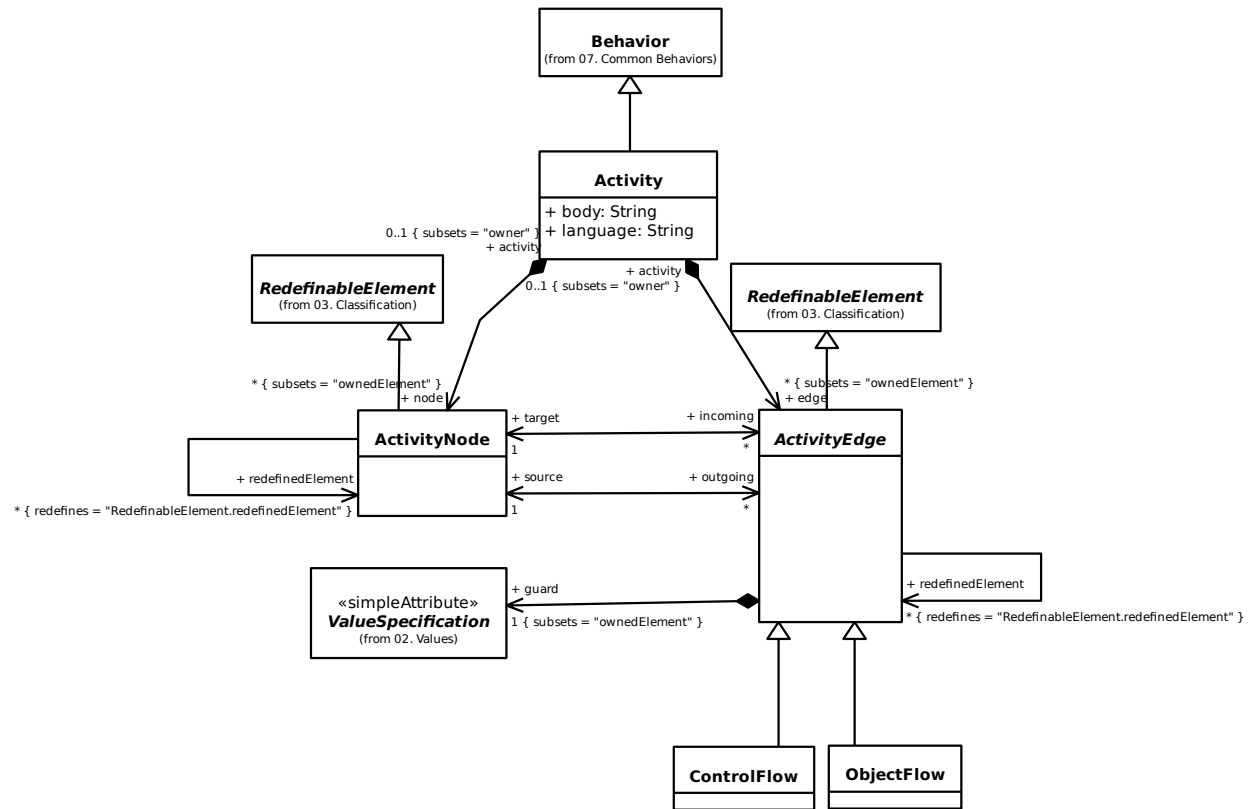 Behavior
(from 07. Common Behaviors)
Activity
+ body: String
+ language: String
0..1 { subsets = "owner" }
+ activity
+ activity
0..1 { subsets = "owner" }
RedefinableElement
(from 03. Classification)
RedefinableElement
(from 03. Classification)
* { subsets = "ownedElement" }
+ node
* { subsets = "ownedElement" }
+ edge
ActivityNode
+ target
1
+ incoming
*
ActivityEdge
+ source
1
+ outgoing
*
+ redefinedElement
* { redefines = "RedefinableElement.redefinedElement" }
«simpleAttribute»
ValueSpecification
(from 02. Values)
+ guard
1 { subsets = "ownedElement" }
+ redefinedElement
* { redefines = "RedefinableElement.redefinedElement" }
ControlFlow
ObjectFlow